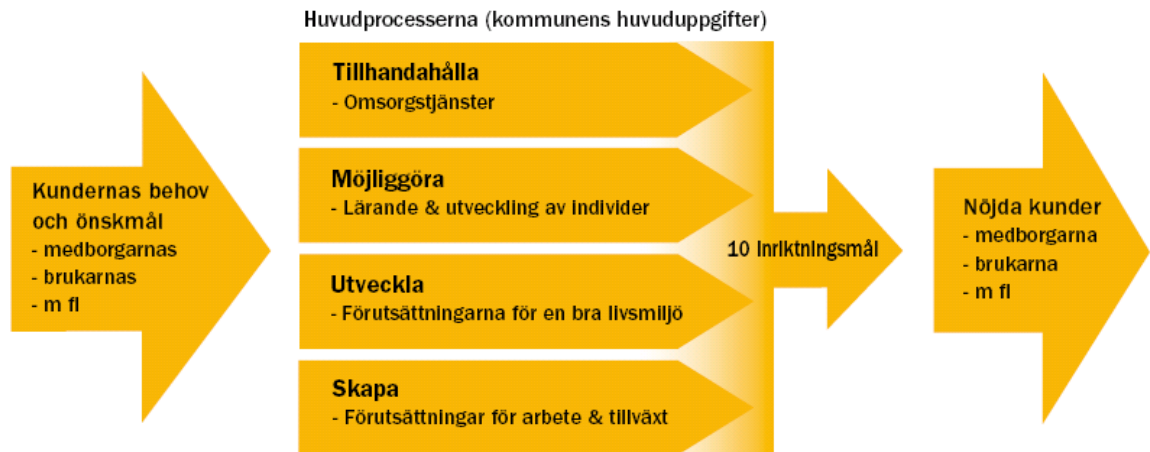 Huvudprocesserna (kommunens huvuduppgifter)
Kundernas behov
och önskmål
- medborgarnas
- brukarnas
- m fl
Tillhandahålla
- Omsorgstjänster
Möjliggöra
- Lärande & utveckling av individer
Utveckla
- Förutsättningarna för en bra livsmiljö
Skapa
- Förutsättningar för arbete & tillväxt
10 Inriktningsmål
Nöjda kunder
- medborgarna
- brukarna
- m fl